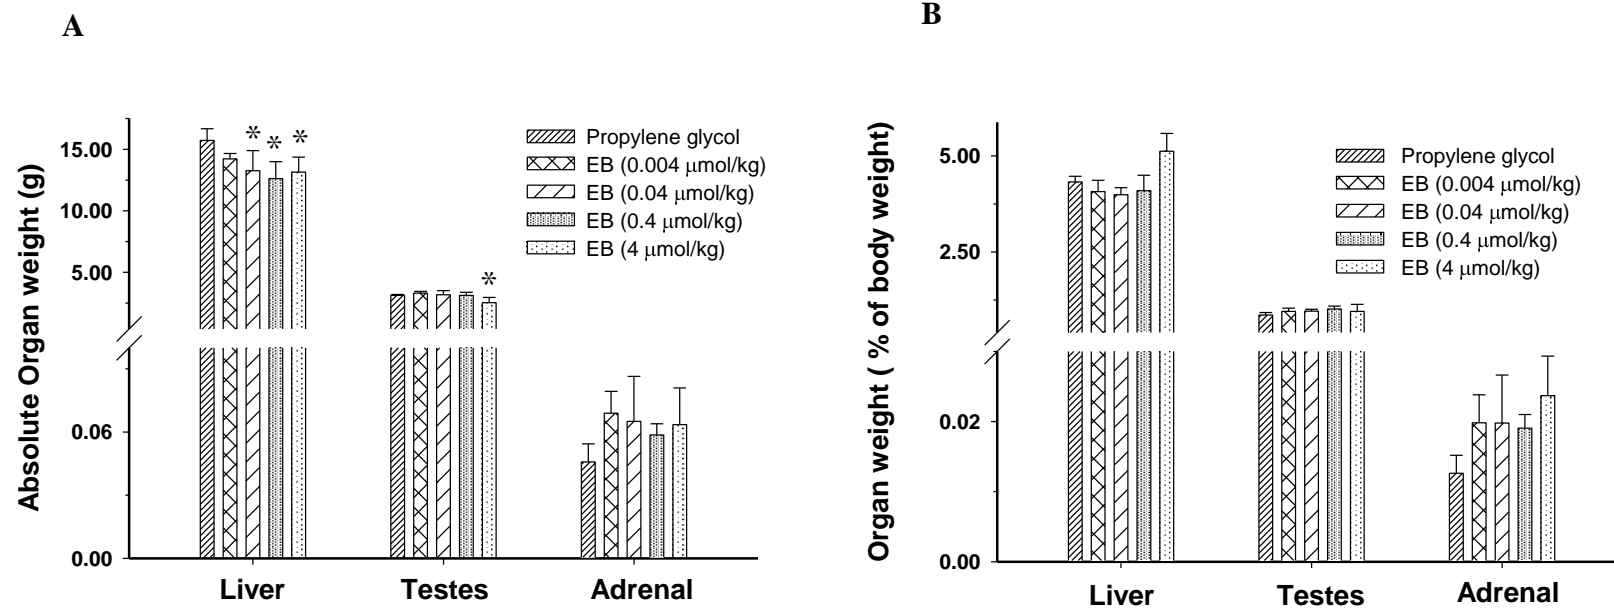 A
Absolute Organ weight (g)
15.00
10.00
5.00
0.06
0.00
* * *
*
Propylene glycol
EB (0.004 μmol/kg)
EB (0.04 μmol/kg)
EB (0.4 μmol/kg)
EB (4 μmol/kg)
Liver Testes Adrenal
B
Organ weight ( % of body weight)
5.00
2.50
0.02
0.00
Propylene glycol
EB (0.004 μmol/kg)
EB (0.04 μmol/kg)
EB (0.4 μmol/kg)
EB (4 μmol/kg)
Liver Testes Adrenal